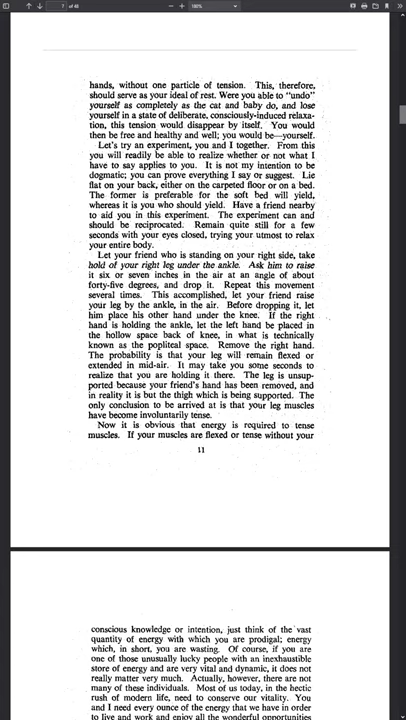 7 of 48
180%
hands, without one particle of tension. This, therefore,
should serve as your ideal of rest. Were you able to "undo"
yourself as completely as the cat and baby do, and lose
yourself in a state of deliberate, consciously-induced relaxa-
tion, this tension would disappear by itself. You would
then be free and healthy and well; you would be—yourself.
Let's try an experiment, you and I together. From this
you will readily be able to realize whether or not what I
have to say applies to you. It is not my intention to be
dogmatic; you can prove everything I say or suggest. Lie
flat on your back, either on the carpeted floor or on a bed.
The former is preferable for the soft bed will yield,
whereas it is you who should yield. Have a friend nearby
to aid you in this experiment. The experiment can and
should be reciprocated. Remain quite still for a few
seconds with your eyes closed, trying your utmost to relax
your entire body.
Let your friend who is standing on your right side, take
hold of your right leg under the ankle. Ask him to raise
it six or seven inches in the air at an angle of about
forty-five degrees, and drop it. Repeat this movement
several times. This accomplished, let your friend raise
your leg by the ankle, in the air. Before dropping it, let
him place his other hand under the knee. If the right
hand is holding the ankle, let the left hand be placed in
the hollow space back of knee, in what is technically
known as the popliteal space. Remove the right hand.
The probability is that your leg will remain flexed or
extended in mid-air. It may take you some seconds to
realize that you are holding it there. The leg is unsup-
ported because your friend's hand has been removed, and
in reality it is but the thigh which is being supported. The
only conclusion to be arrived at is that your leg muscles
have become involuntarily tense.
Now it is obvious that energy is required to tense
muscles. If your muscles are flexed or tense without your
11
conscious knowledge or intention, just think of the vast
quantity of energy with which you are prodigal; energy
which, in short, you are wasting. Of course, if you are
one of those unusually lucky people with an inexhaustible
store of energy and are very vital and dynamic, it does not
really matter very much. Actually, however, there are not
many of these individuals. Most of us today, in the hectic
rush of modern life, need to conserve our vitality. You
and I need every ounce of the energy that we have in order
to live and work and enjoy all the wonderful opportunities